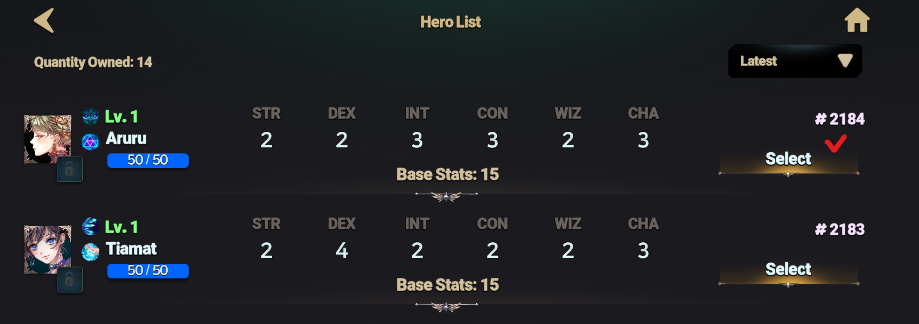 Hero List
Quantity Owned: 14
Latest
Lv. 1
Aruru
50 / 50
STR DEX INT CON WIZ CHA
2 2 3 3 2 3
Base Stats: 15
# 2184
Select
Lv. 1
Tiamat
50 / 50
STR DEX INT CON WIZ CHA
2 4 2 2 2 3
Base Stats: 15
# 2183
Select